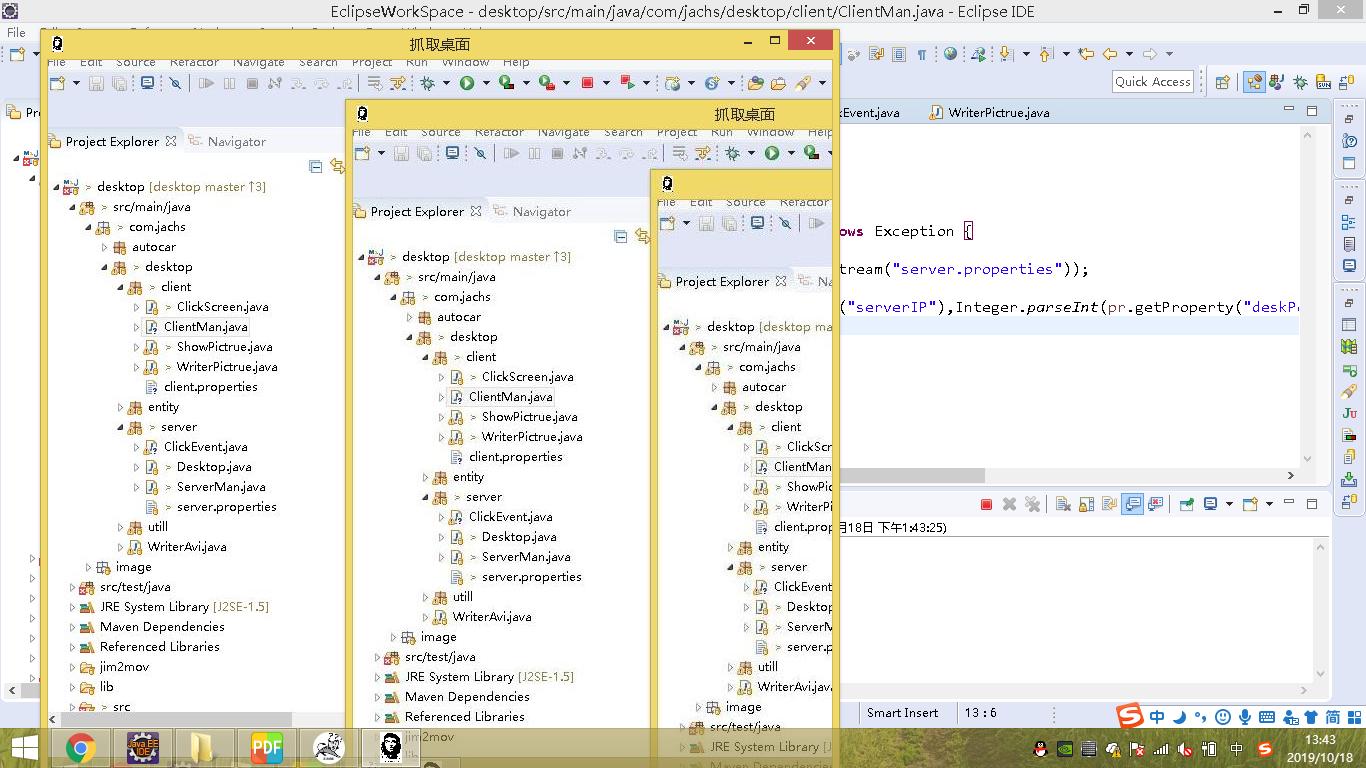 EclipseWorkSpace - desktop/src/main/java/com/jachs/desktop/client/ClientMan.java - Eclipse IDE
File
抓取桌面
File Edit Source Refactor Navigate Search Project Run Window Help
Quick Access
Project Explorer Navigator
> desktop [desktop master ↑3]
> src/main/java
> com.jachs
autocar
> desktop
> client
> ClickScreen.java
ClientMan.java
> ShowPictrue.java
> WriterPictrue.java
client.properties
entity
> server
ClickEvent.java
> Desktop.java
> ServerMan.java
> server.properties
utill
WriterAvi.java
image
src/test/java
JRE System Library [J2SE-1.5]
Maven Dependencies
Referenced Libraries
jim2mov
lib
> src
抓取桌面
File Edit Source Refactor Navigate Search Project Run Window Help
Project Explorer Navigator
> desktop [desktop master ↑3]
> src/main/java
> com.jachs
autocar
> desktop
> client
> ClickScreen.java
ClientMan.java
> ShowPictrue.java
> WriterPictrue.java
client.properties
entity
> server
ClickEvent.java
> Desktop.java
> ServerMan.java
> server.properties
utill
WriterAvi.java
image
src/test/java
JRE System Library [J2SE-1.5]
Maven Dependencies
Referenced Libraries
jim2mov
File Edit Source Refactor
Project Explorer Na
> desktop [desktop ma
> src/main/java
> com.jachs
autocar
> desktop
> client
> ClickScr
ClientMan
> ShowPi
> WriterPi
client.prop
entity
> server
ClickEvent
> Desktop
> ServerM
> server.p
utill
WriterAvi.java
image
src/test/java
JRE System Library
Maven Dependencies
kEvent.java WriterPictrue.java
ows Exception {
tream("server.properties"));
("serverIP"),Integer.parseInt(pr.getProperty("deskP
月18日 下午1:43:25)
Smart Insert 13 : 6
中 简
中
13:43
2019/10/18